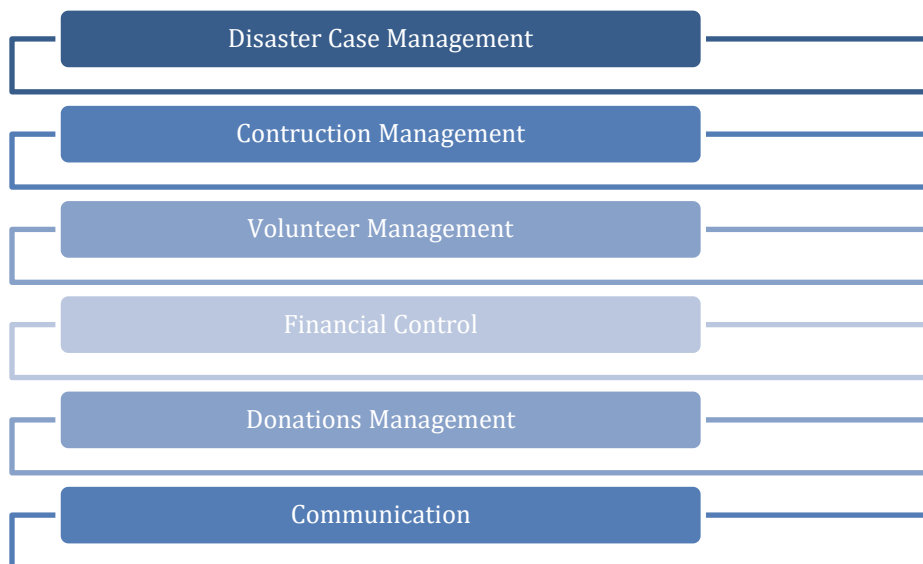 Disaster Case Management
Contruction Management
Volunteer Management
Financial Control
Donations Management
Communication